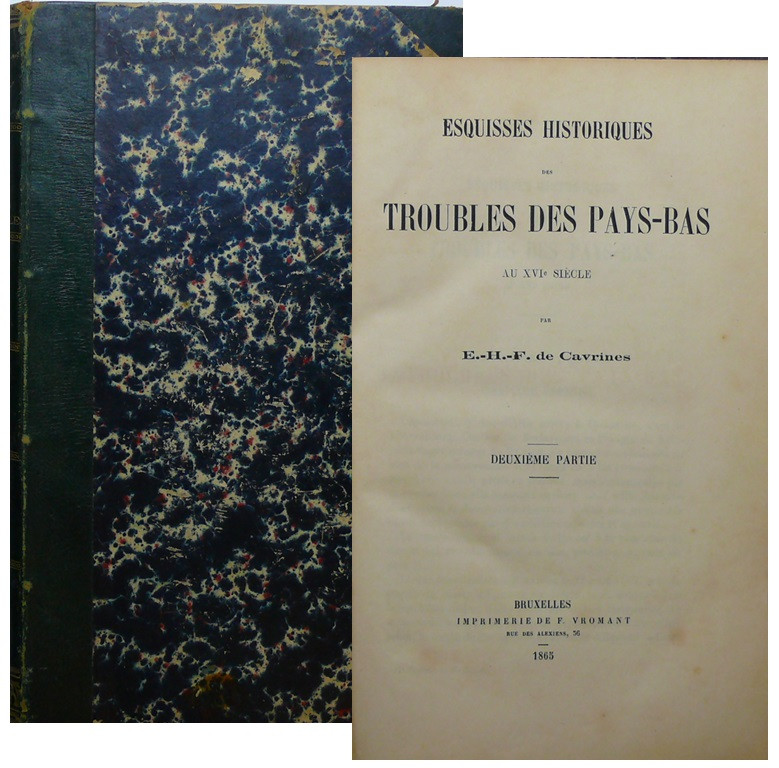 ESQUISSES HISTORIQUES
DES
TROUBLES DES PAYS-BAS
AU XVIe SIÈCLE
PAR
E.-H.-F. de Cavrines
DEUXIÈME PARTIE
BRUXELLES
IMPRIMERIE DE F. VROMANT
RUE DES ALEXIENS, 56
1865